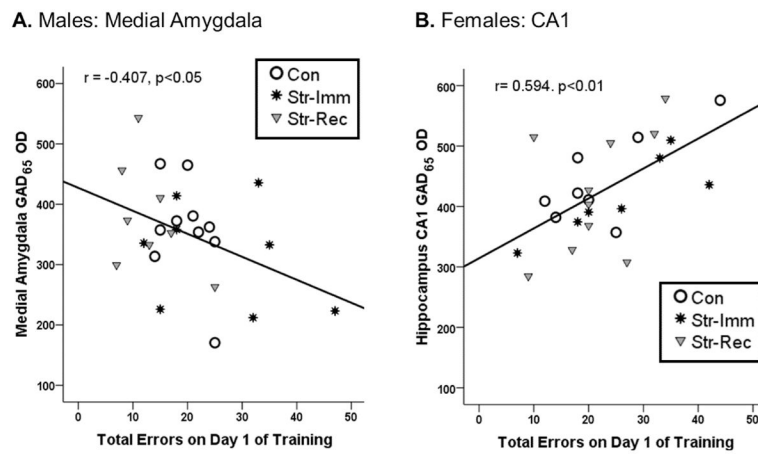 A. Males: Medial Amygdala
r = -0.407, p<0.05
Con
Str-Imm
Str-Rec
Medial Amygdala GAD65 OD
600
500
400
300
200
100
0
10
20
30
40
50
Total Errors on Day 1 of Training
B. Females: CA1
r= 0.594. p<0.01
Con
Str-Imm
Str-Rec
Hippocampus CA1 GAD65 OD
600
500
400
300
200
100
0
10
20
30
40
50
Total Errors on Day 1 of Training